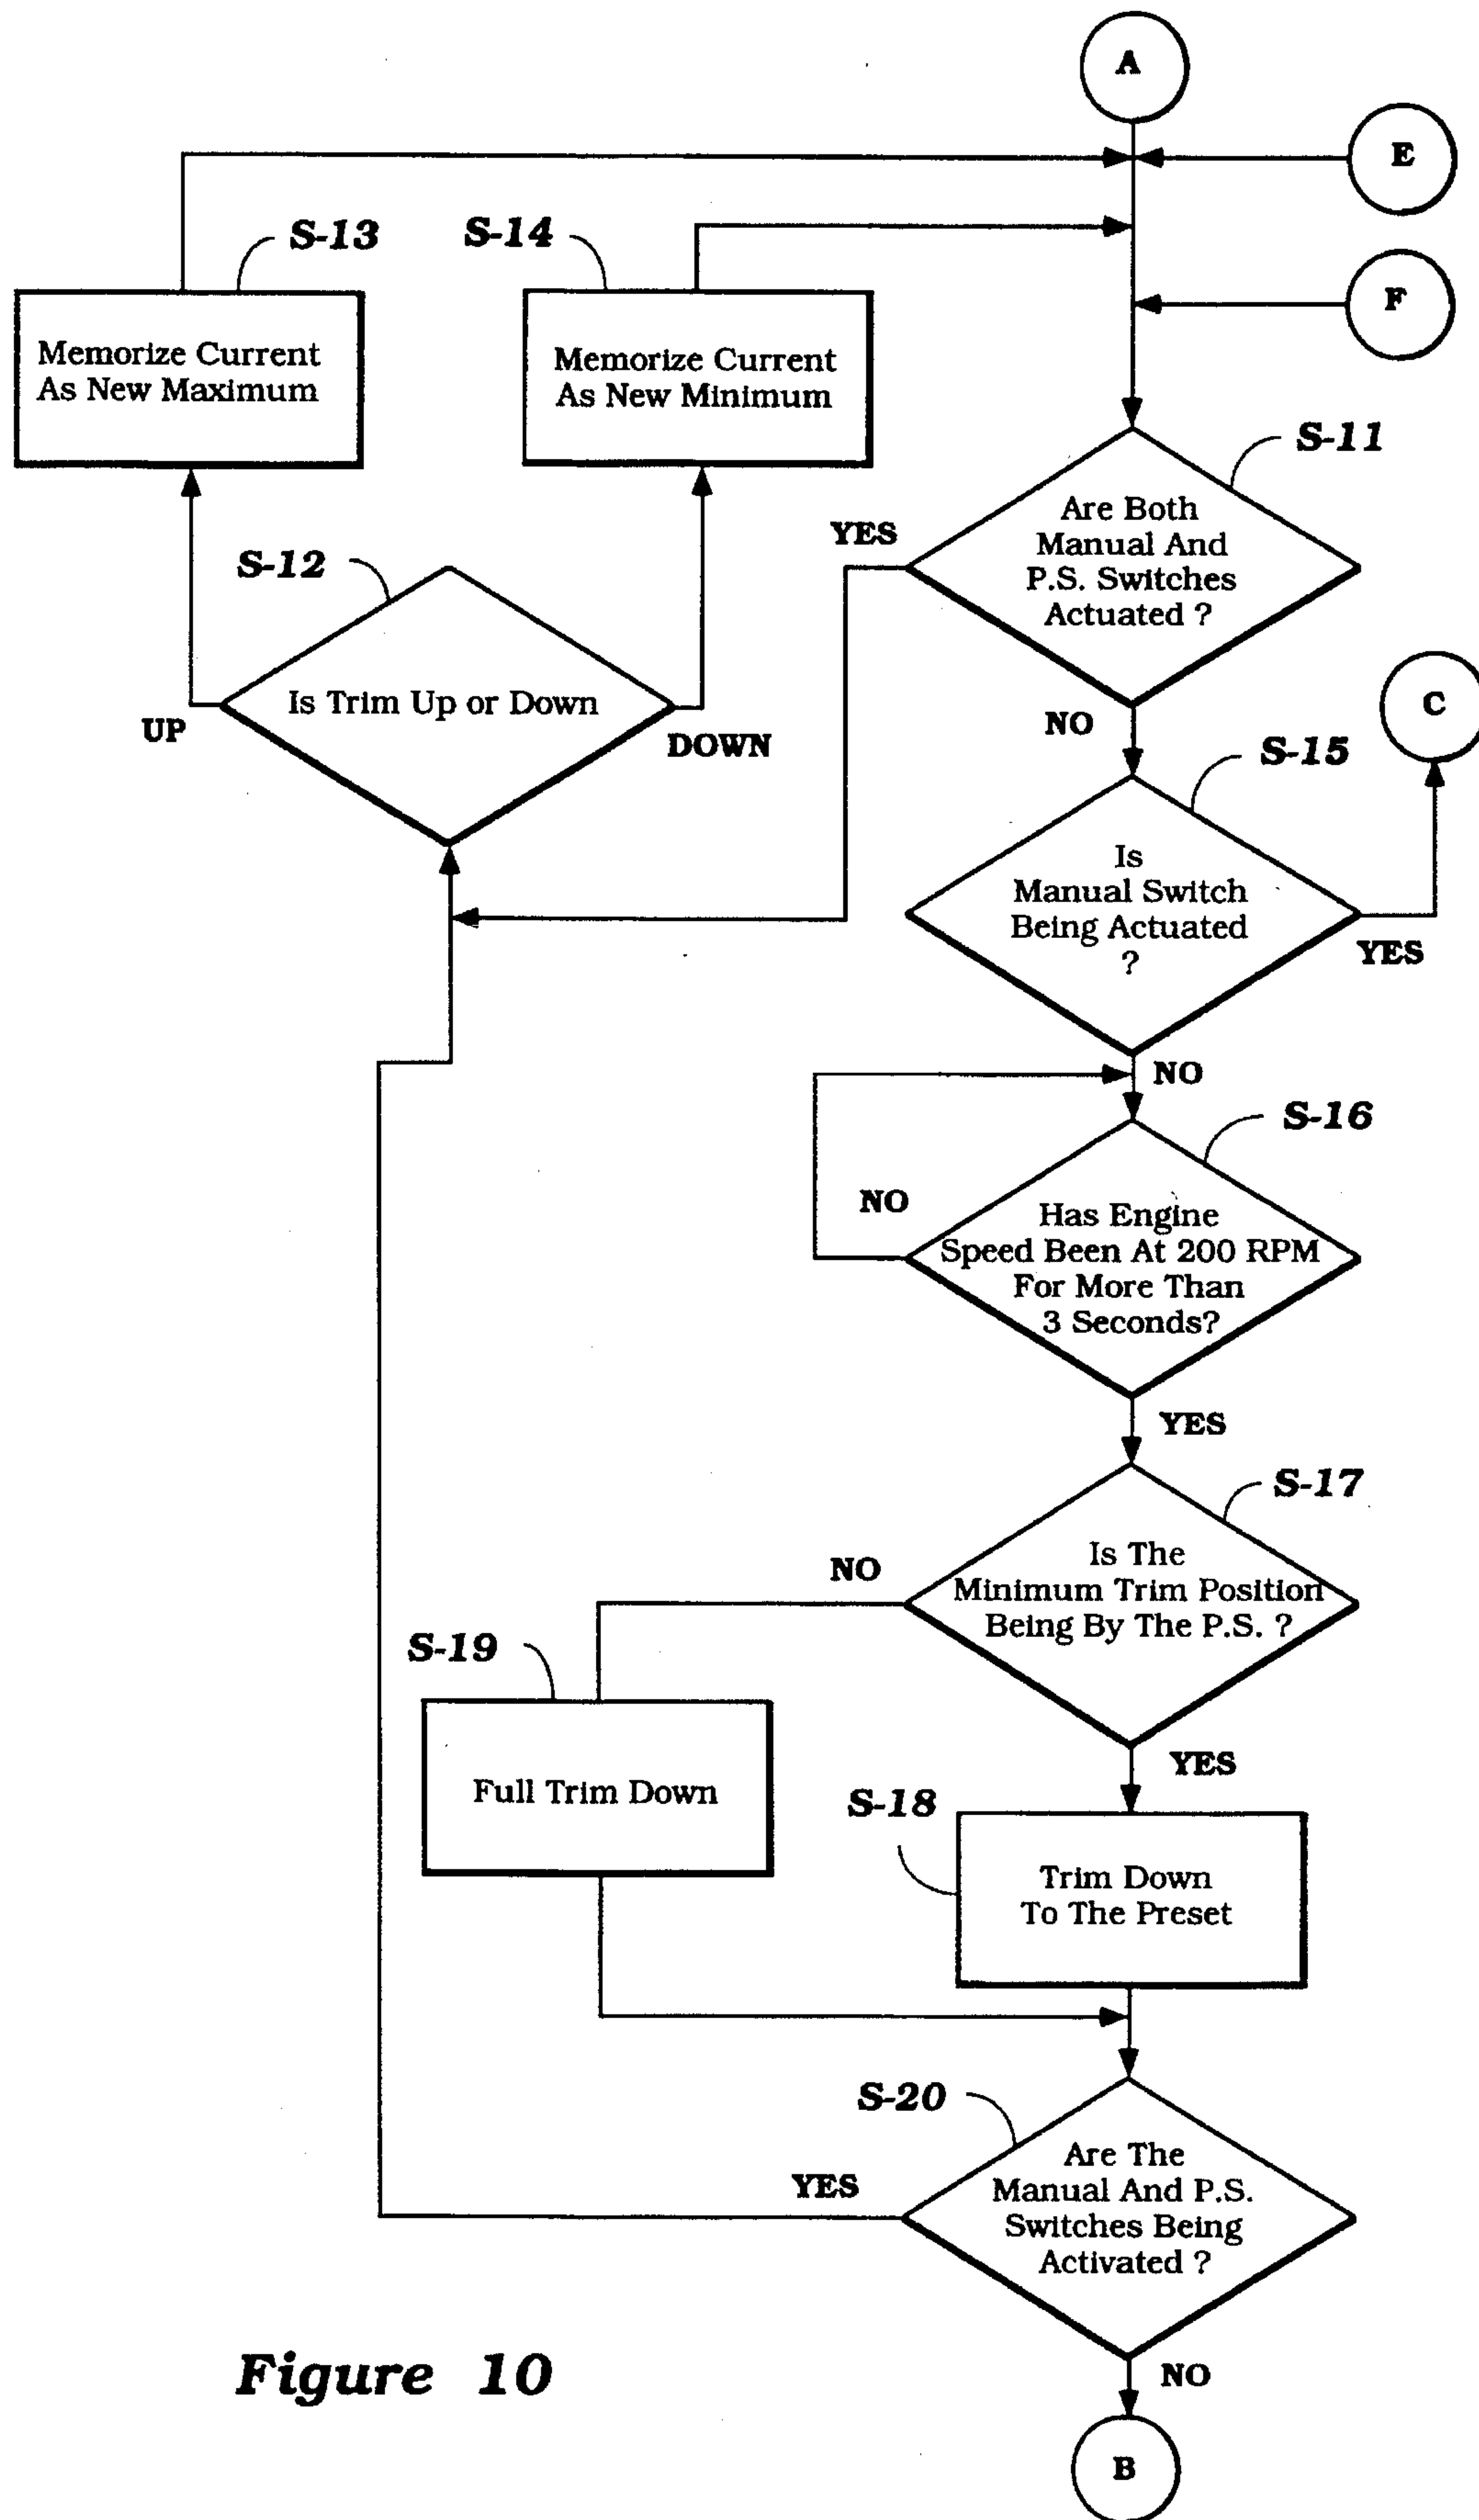 A
E
S-13
S-14
F
Memorize Current
As New Maximum
Memorize Current
As New Minimum
S-11
YES
Are Both
Manual And
P.S. Switches
Actuated ?
S-12
Is Trim Up or Down
UP
DOWN
NO
C
S-15
Is
Manual Switch
Being Actuated
?
YES
NO
S-16
NO
Has Engine
Speed Been At 200 RPM
For More Than
3 Seconds?
YES
S-17
NO
Is The
Minimum Trim Position
Being By The P.S. ?
S-19
YES
Full Trim Down
S-18
Trim Down
To The Preset
S-20
YES
Are The
Manual And P.S.
Switches Being
Activated ?
Figure 10
NO
B